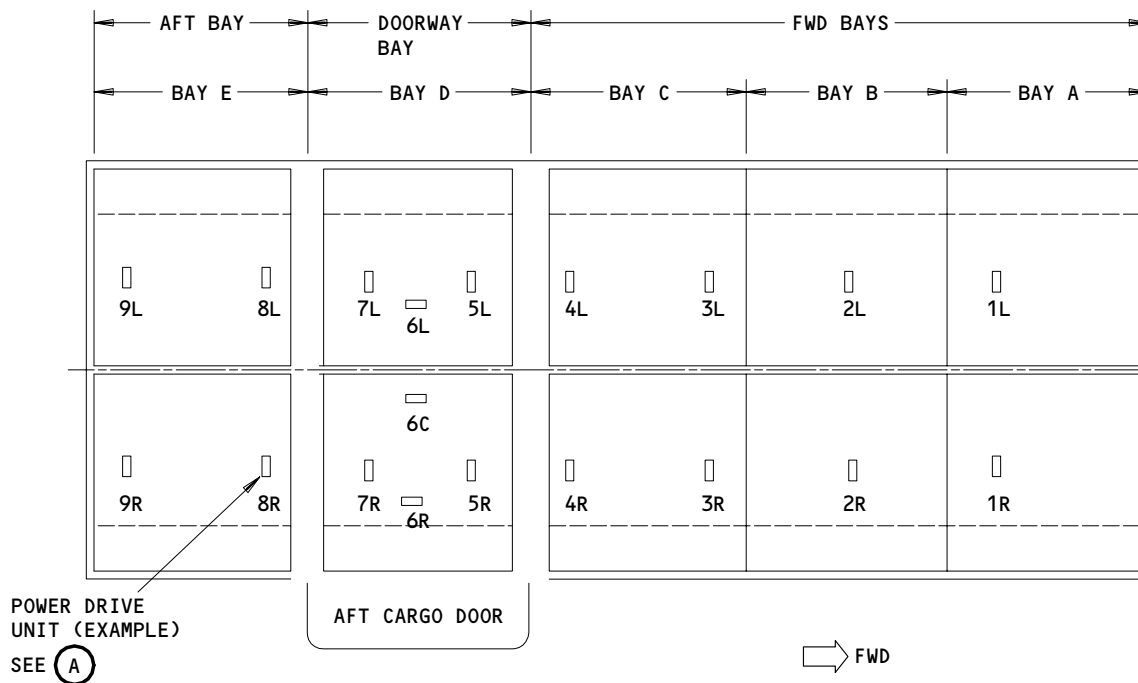 AFT BAY
DOORWAY
BAY
FWD BAYS
BAY E
BAY D
BAY C
BAY B
BAY A
9L
8L
7L
6L
5L
4L
3L
2L
1L
6C
9R
8R
7R
6R
5R
4R
3R
2R
1R
POWER DRIVE
UNIT (EXAMPLE)
SEE A
AFT CARGO DOOR
FWD